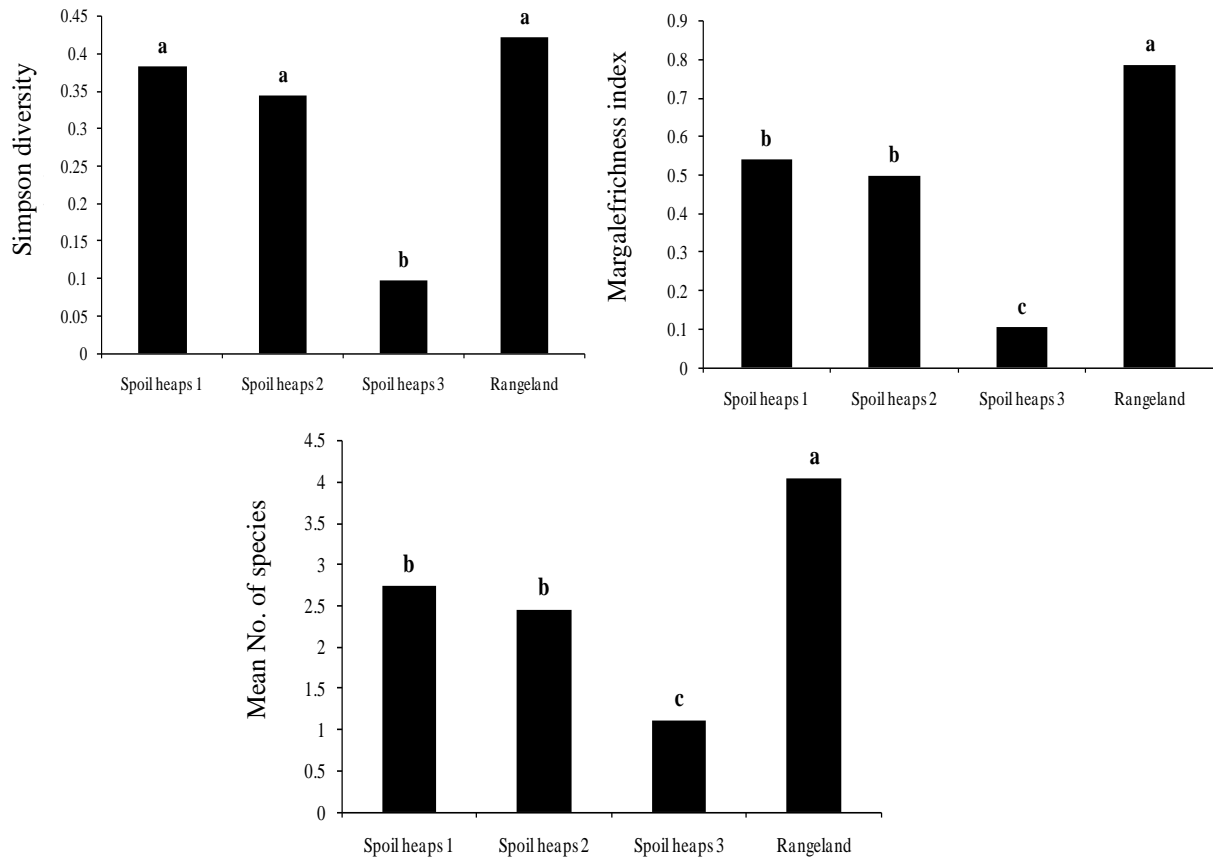 Simpson diversity
0.45
0.4
0.35
0.3
0.25
0.2
0.15
0.1
0.05
0
a
a
b
a
Spoil heaps 1 Spoil heaps 2 Spoil heaps 3 Rangeland
Margalefrichness index
0.9
0.8
0.7
0.6
0.5
0.4
0.3
0.2
0.1
0
b
b
c
a
Spoil heaps 1 Spoil heaps 2 Spoil heaps 3 Rangeland
Mean No. of species
4.5
4
3.5
3
2.5
2
1.5
1
0.5
0
b
b
c
a
Spoil heaps 1 Spoil heaps 2 Spoil heaps 3 Rangeland